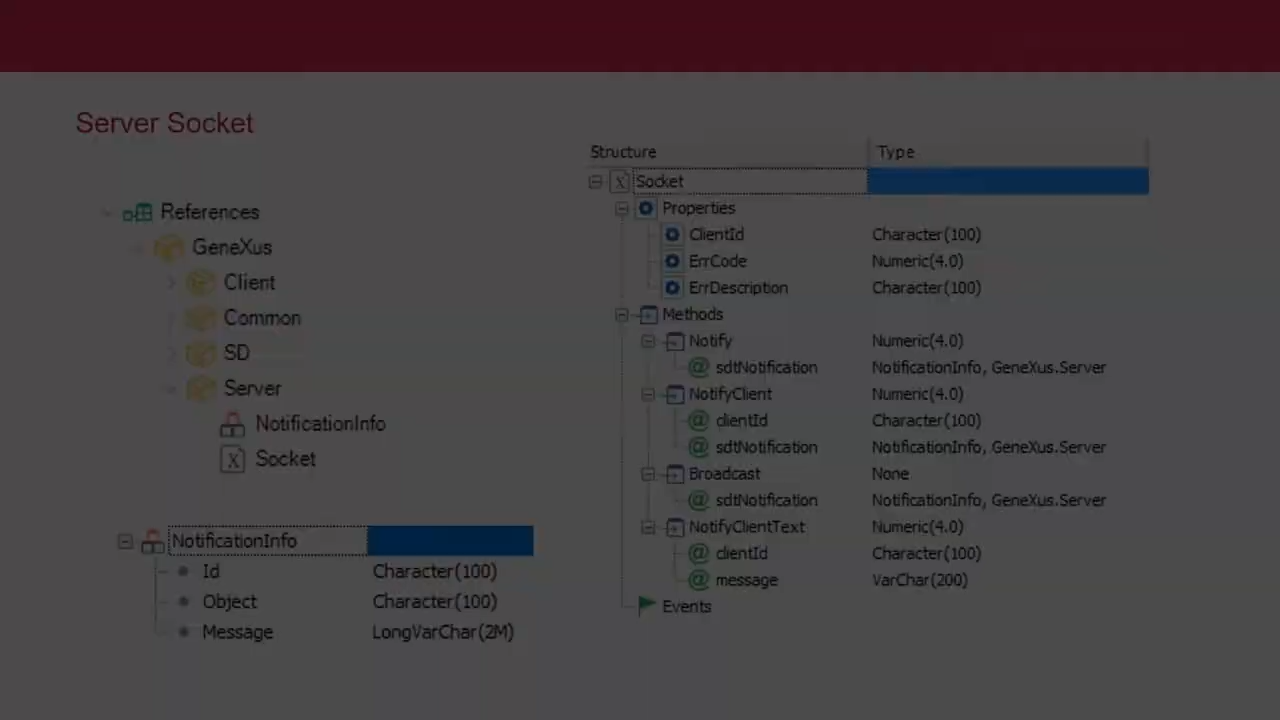 Server Socket
References
GeneXus
Client
Common
SD
Server
NotificationInfo
Socket
NotificationInfo
Id Character(100)
Object Character(100)
Message LongVarChar(2M)
Structure Type
Socket
Properties
ClientId Character(100)
ErrCode Numeric(4.0)
ErrDescription Character(100)
Methods
Notify Numeric(4.0)
sdtNotification NotificationInfo, GeneXus.Server
NotifyClient Numeric(4.0)
clientId Character(100)
sdtNotification NotificationInfo, GeneXus.Server
Broadcast None
sdtNotification NotificationInfo, GeneXus.Server
NotifyClientText Numeric(4.0)
clientId Character(100)
message VarChar(200)
Events